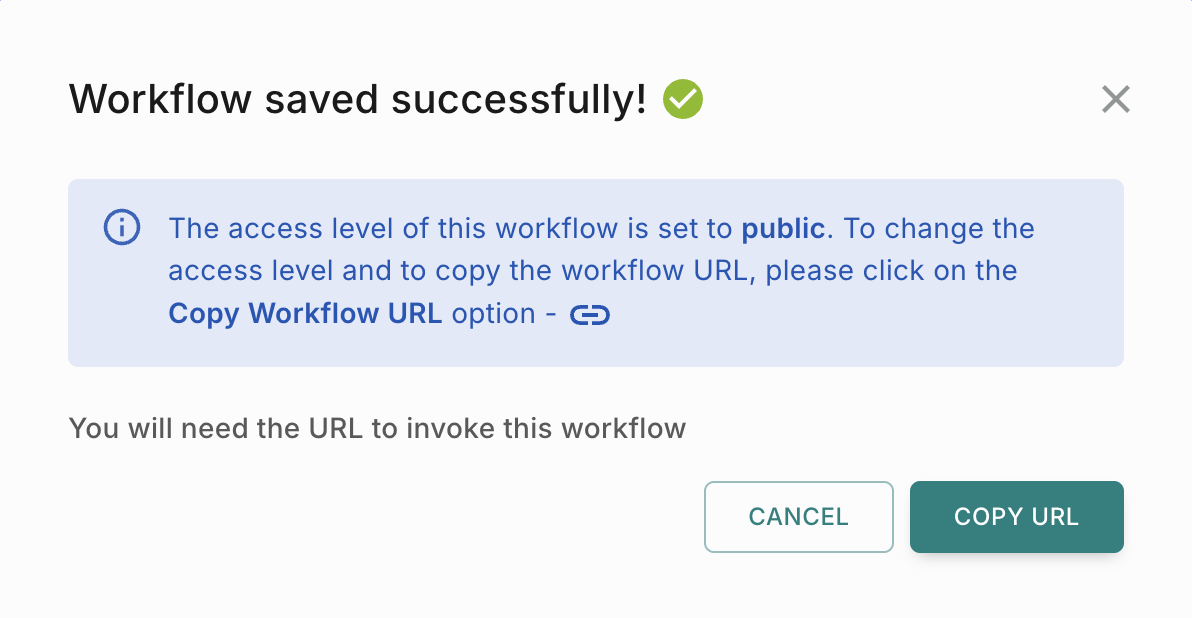 Workflow saved successfully!
The access level of this workflow is set to public. To change the
access level and to copy the workflow URL, please click on the
Copy Workflow URL option -
You will need the URL to invoke this workflow
CANCEL
COPY URL